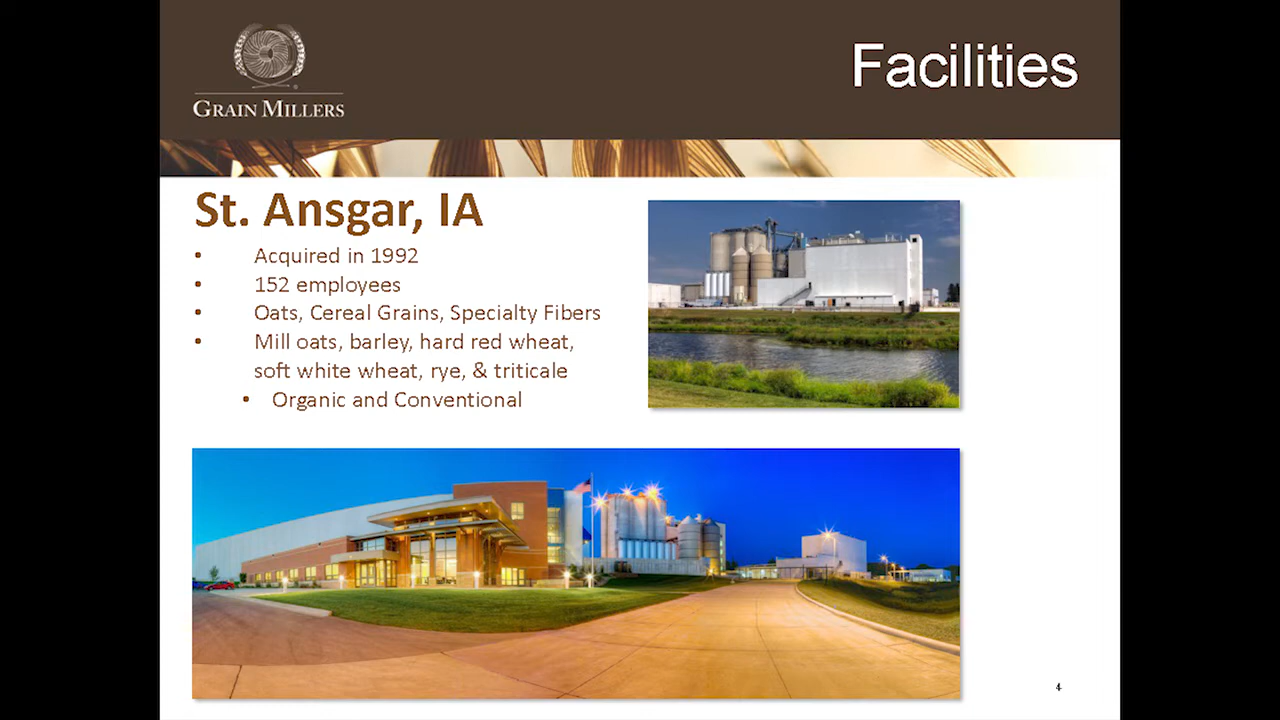 GRAIN MILLERS
Facilities
St. Ansgar, IA
• Acquired in 1992
• 152 employees
• Oats, Cereal Grains, Specialty Fibers
• Mill oats, barley, hard red wheat,
soft white wheat, rye, & triticale
• Organic and Conventional
4